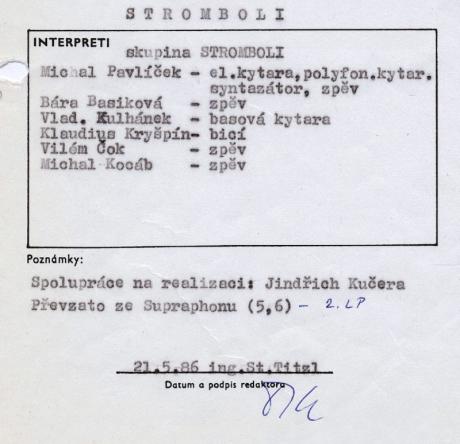 STROMBOLI
INTERPRETI
skupina STROMBOLI
Michal Pavlíček - el.kytara,polyfon.kytar.
syntazátor, zpěv
Bára Basiková - zpěv
Vlad. Kulhánek - basová kytara
Klaudius Kryšpín- bicí
Vilém Čok - zpěv
Michal Kocáb - zpěv
Poznámky:
Spolupráce na realizaci: Jindřich Kučera
Převzato ze Supraphonu (5,6) - 2. LP
21.5.86 ing.St.Titzl
Datum a podpis redaktora